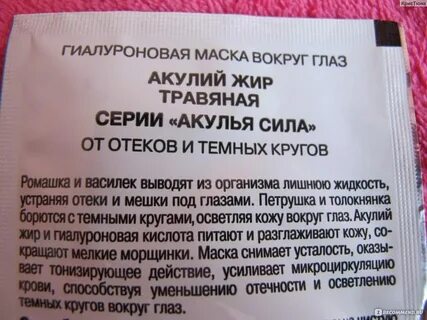 КристЮна
ГИАЛУРОНОВАЯ МАСКА ВОКРУГ ГЛАЗ
АКУЛИЙ ЖИР
ТРАВЯНАЯ
СЕРИИ «АКУЛЬЯ СИЛА»
ОТ ОТЕКОВ И ТЕМНЫХ КРУГОВ
Ромашка и василек выводят из организма лишнюю жидкость,
устраняя отеки и мешки под глазами. Петрушка и толокнянка
борются с темными кругами, осветляя кожу вокруг глаз. Акулий
жир и гиалуроновая кислота питают и разглаживают кожу, со-
кращают мелкие морщинки. Маска снимает усталость, оказы-
вает тонизирующее действие, усиливает микроциркуляцию
крови, способствуя уменьшению отечности и осветлению
темных кругов вокруг глаз.
IRECOMMEND.RU